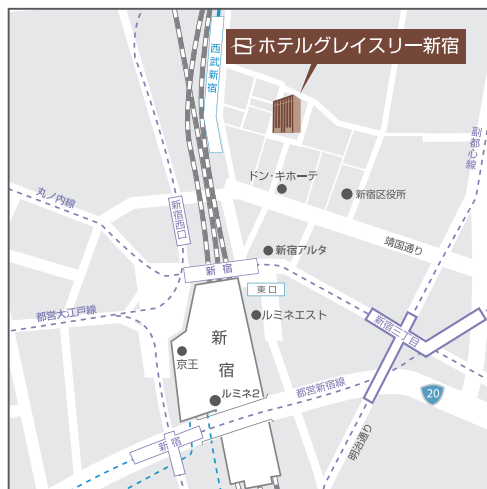 ホテルグレイスリー新宿
西武新宿
副都心線
ドン・キホーテ
新宿区役所
丸ノ内線
新宿西口
靖国通り
新宿アルタ
新宿
東口
都営大江戸線
ルミネエスト
新宿三丁目
新宿
京王
ルミネ2
都営新宿線
20
新宿
明治通り